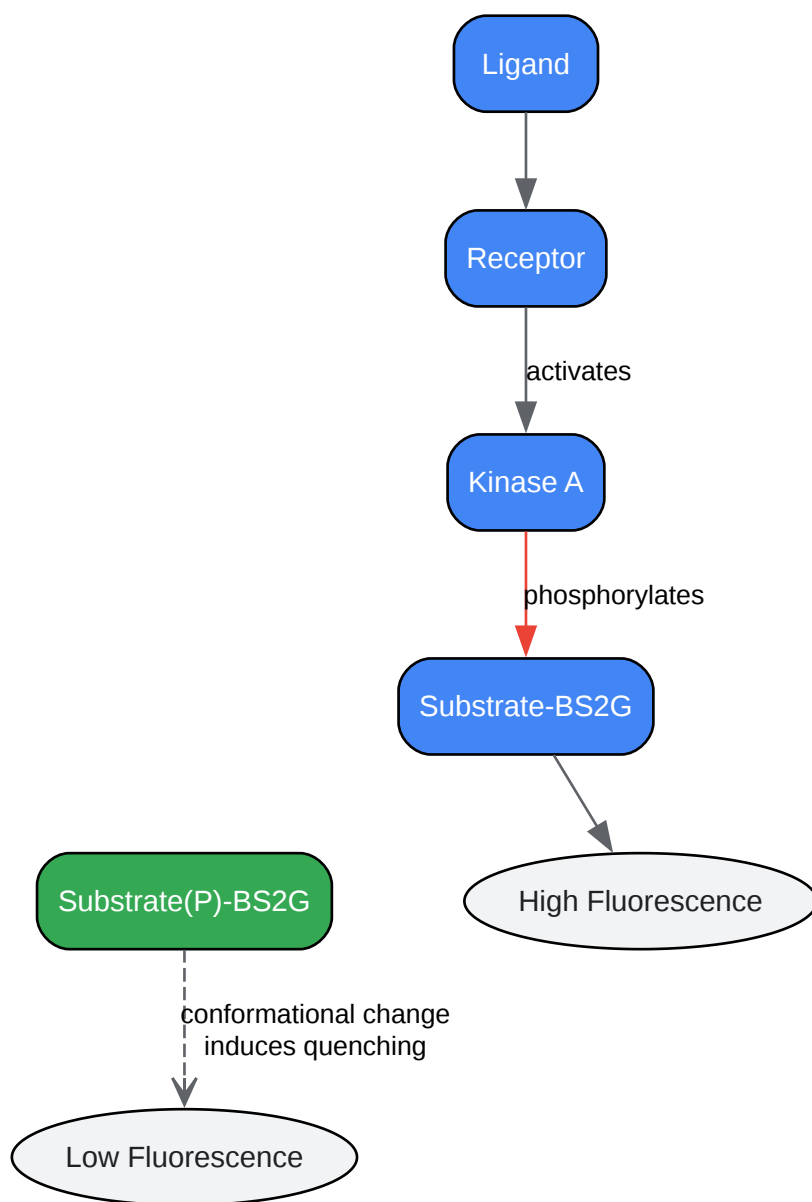 Ligand
Receptor
activates
Kinase A
phosphorylates
Substrate-BS2G
Substrate(P)-BS2G
High Fluorescence
conformational change
induces quenching
Low Fluorescence